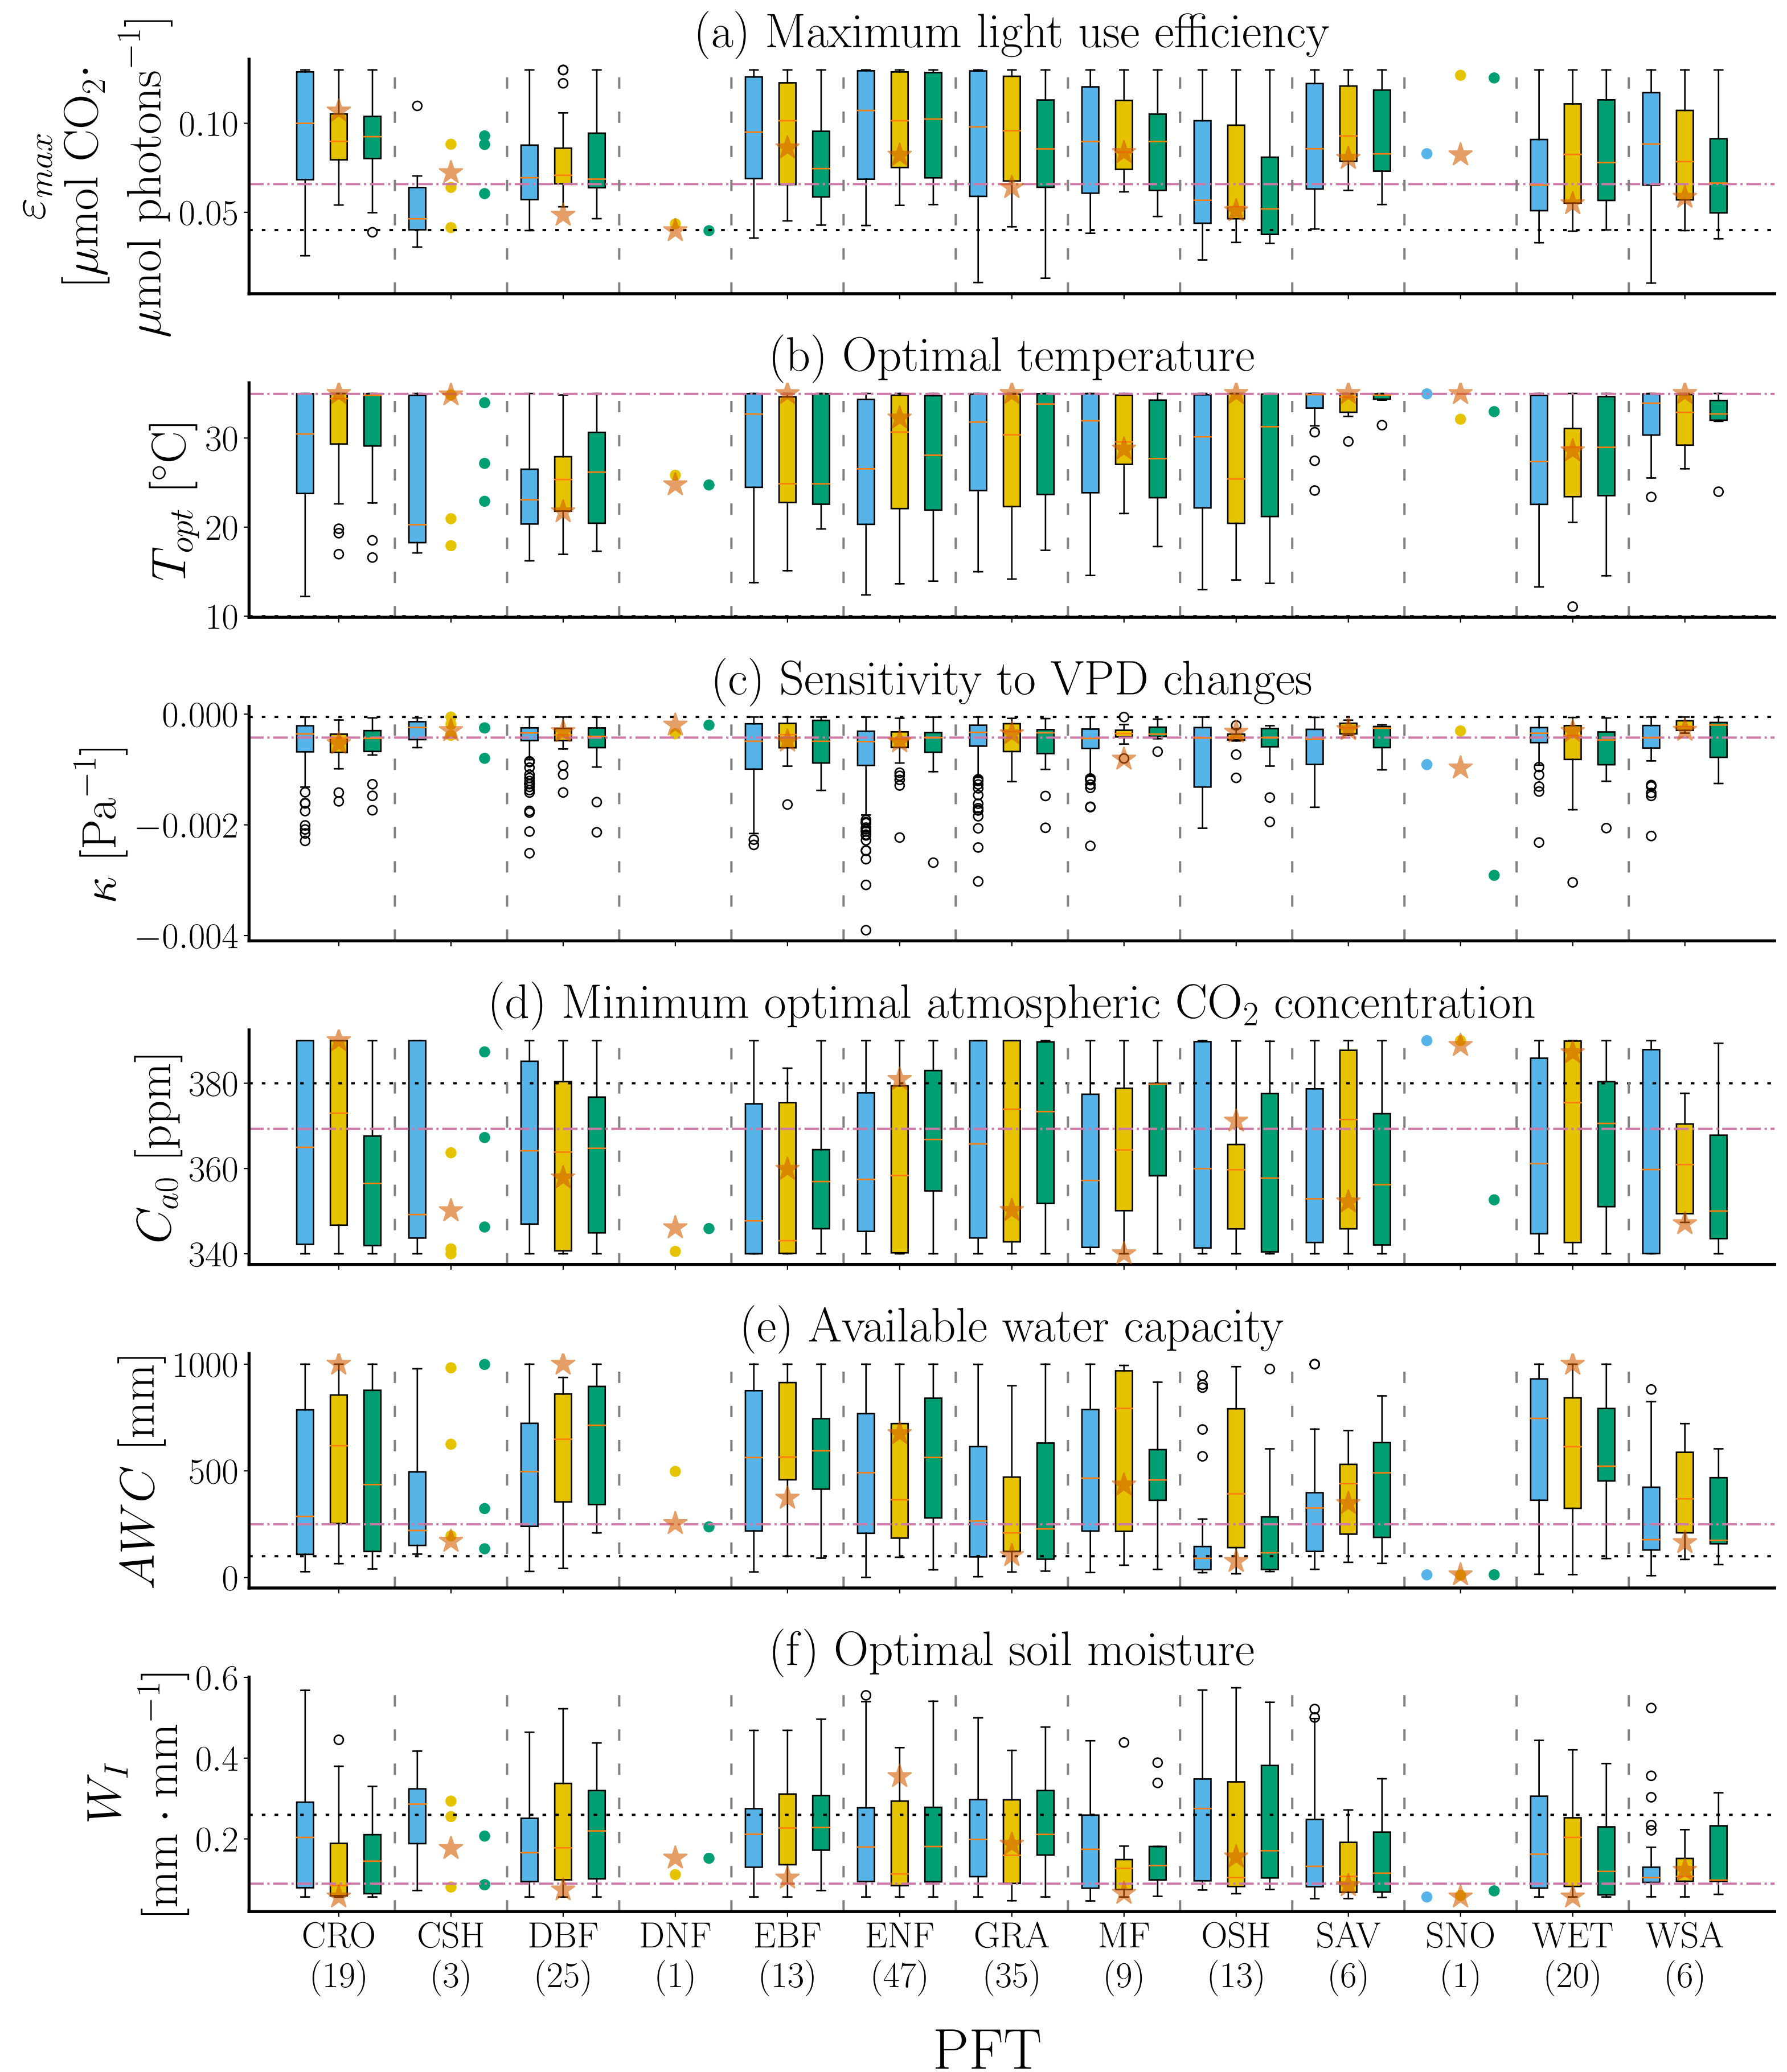 (a) Maximum light use efficiency
εmax
[μmol CO₂·
μmol photons⁻¹]
0.10
0.05
(b) Optimal temperature
Topt [°C]
30
20
10
(c) Sensitivity to VPD changes
κ [Pa⁻¹]
0.000
−0.002
−0.004
(d) Minimum optimal atmospheric CO₂ concentration
Ca0 [ppm]
380
360
340
(e) Available water capacity
AWC [mm]
1000
500
0
(f) Optimal soil moisture
WI
[mm · mm⁻¹]
0.6
0.4
0.2
CRO CSH DBF DNF EBF ENF GRA MF OSH SAV SNO WET WSA
(19) (3) (25) (1) (13) (47) (35) (9) (13) (6) (1) (20) (6)
PFT